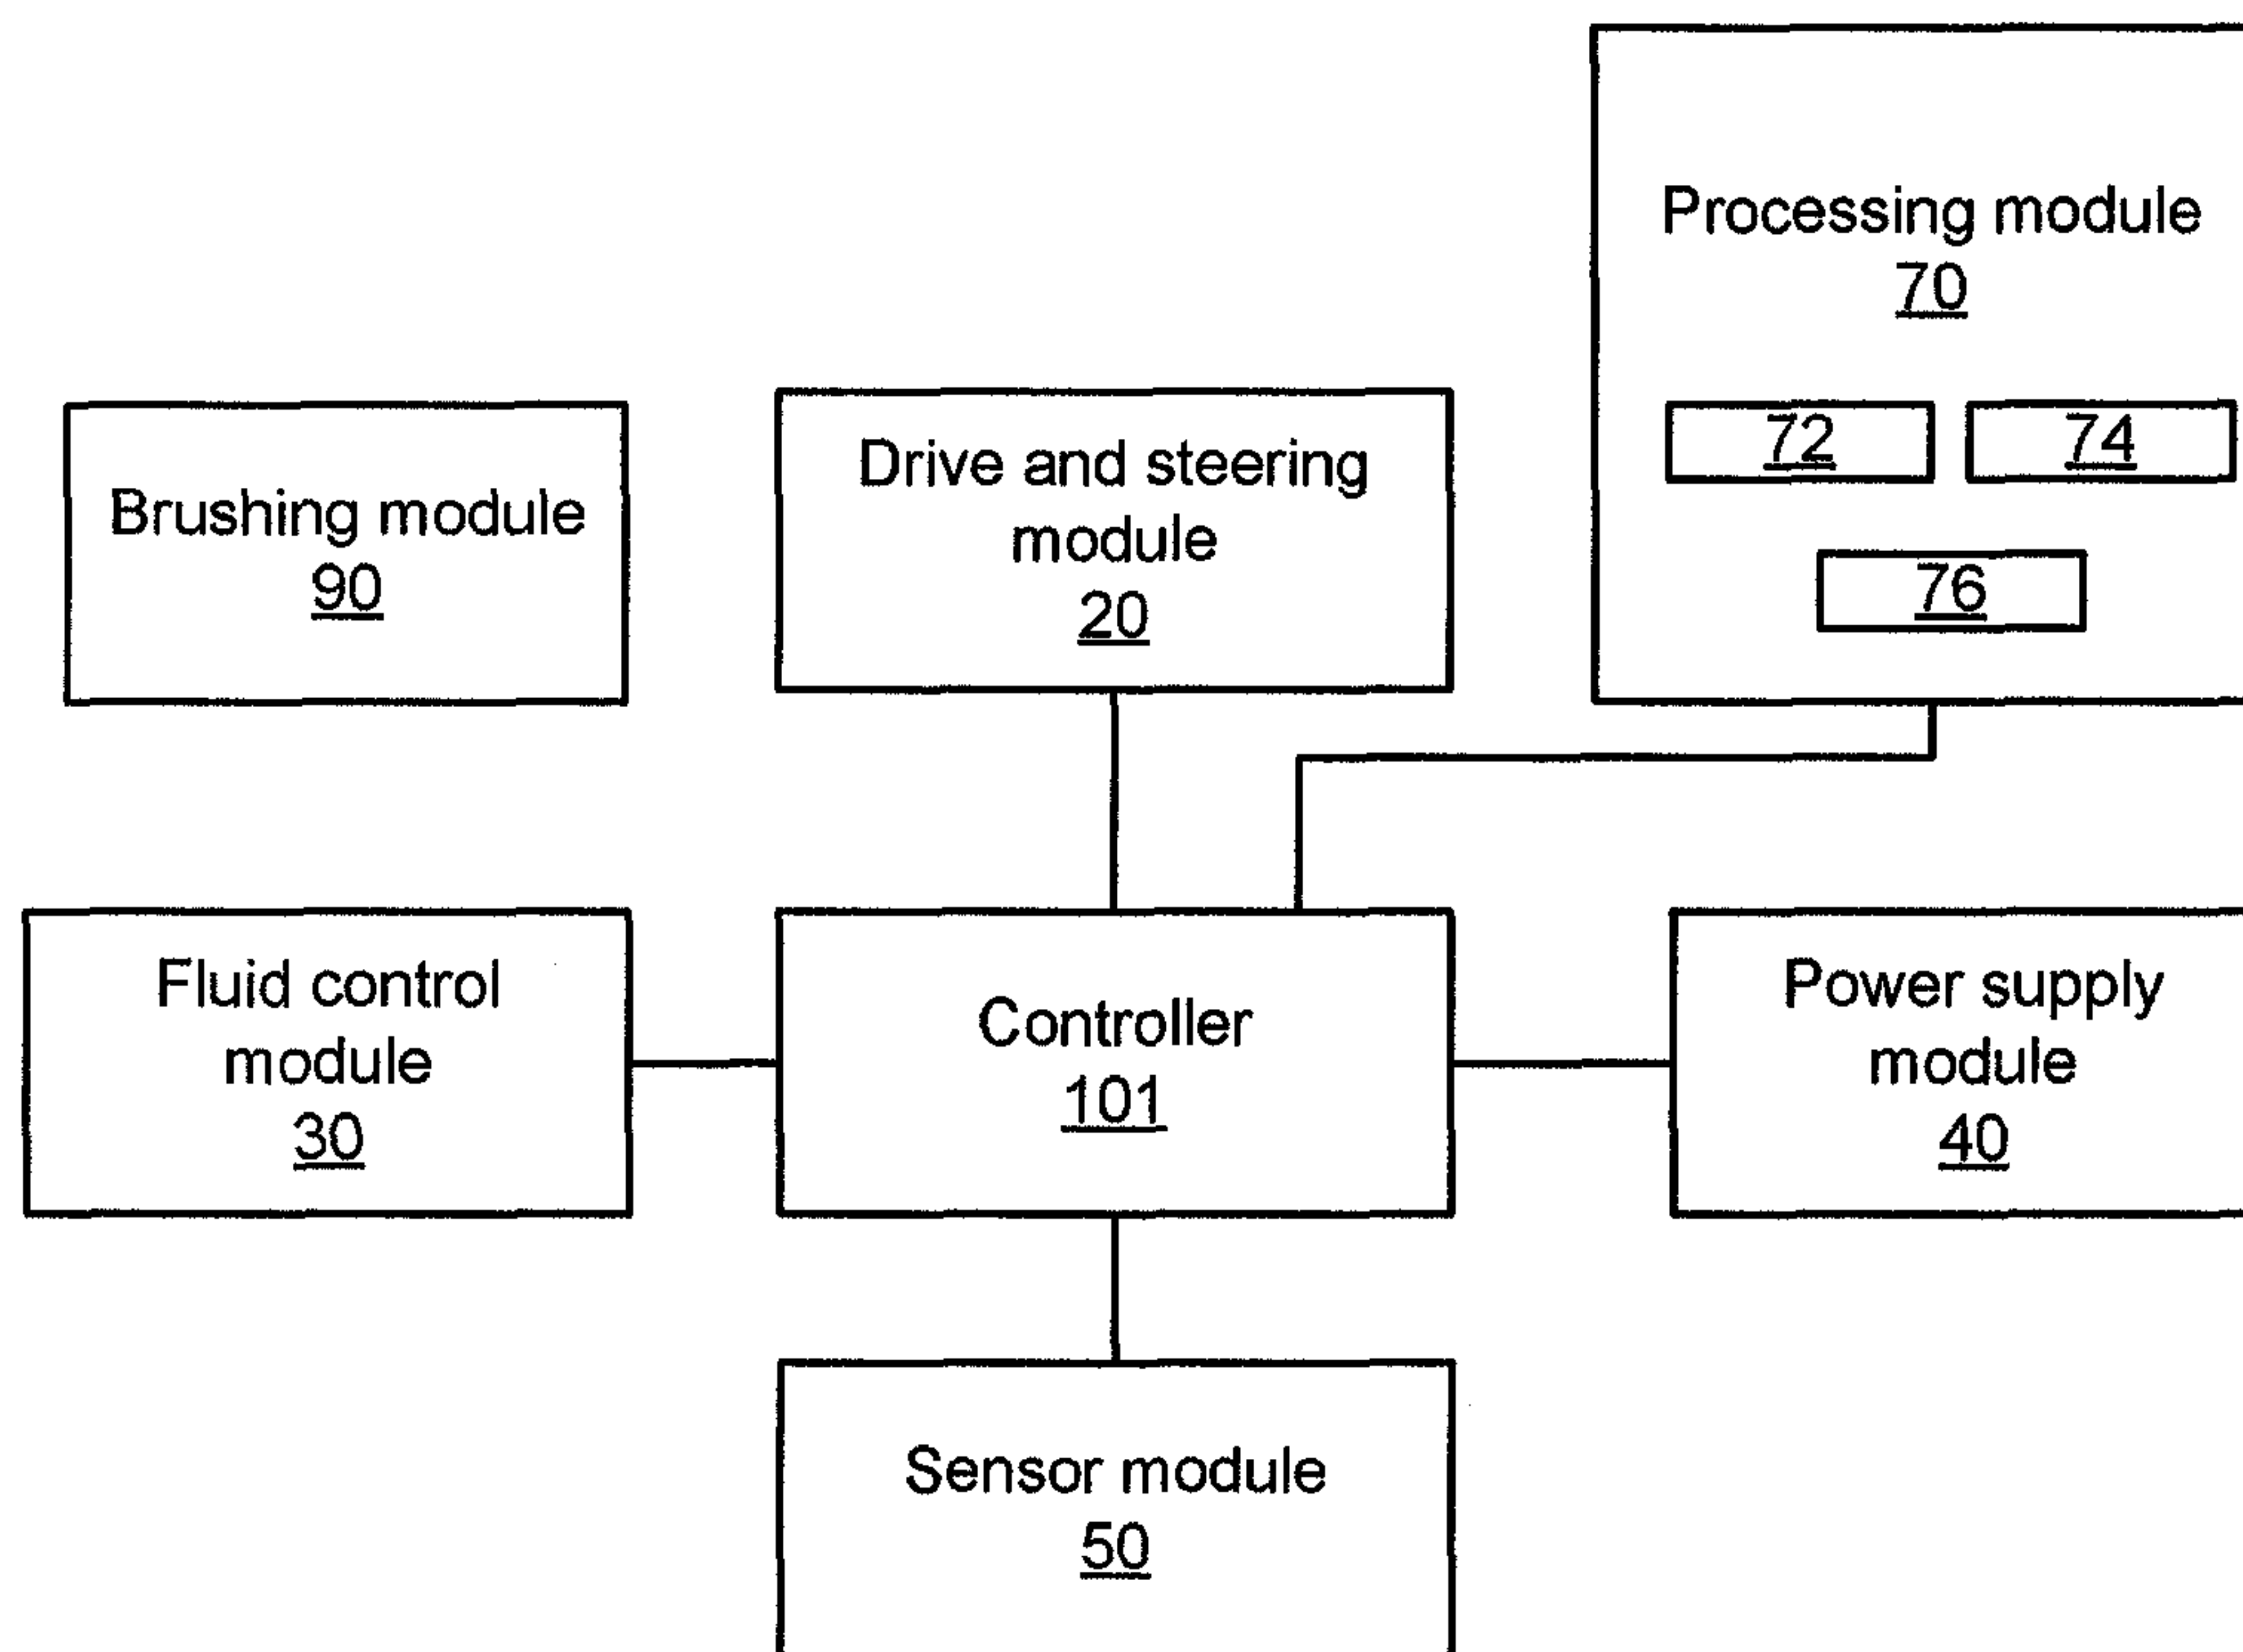 Processing module
70
72
74
76
Brushing module
90
Drive and steering
module
20
Fluid control
module
30
Controller
101
Power supply
module
40
Sensor module
50